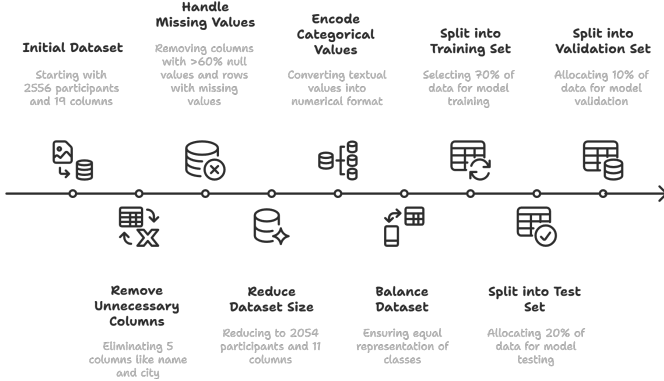 Initial Dataset
Starting with
2556 participants
and 19 columns
Remove
Unnecessary
Columns
Eliminating 5
columns like name
and city
Handle
Missing Values
Removing columns
with >60% null
values and rows
with missing
values
Reduce
Dataset Size
Reducing to 2054
participants and 11
columns
Encode
Categorical
Values
Converting textual
values into
numerical format
Balance
Dataset
Ensuring equal
representation of
classes
Split into
Training Set
Selecting 70% of
data for model
training
Split into Test
Set
Allocating 20% of
data for model
testing
Split into
Validation Set
Allocating 10% of
data for model
validation